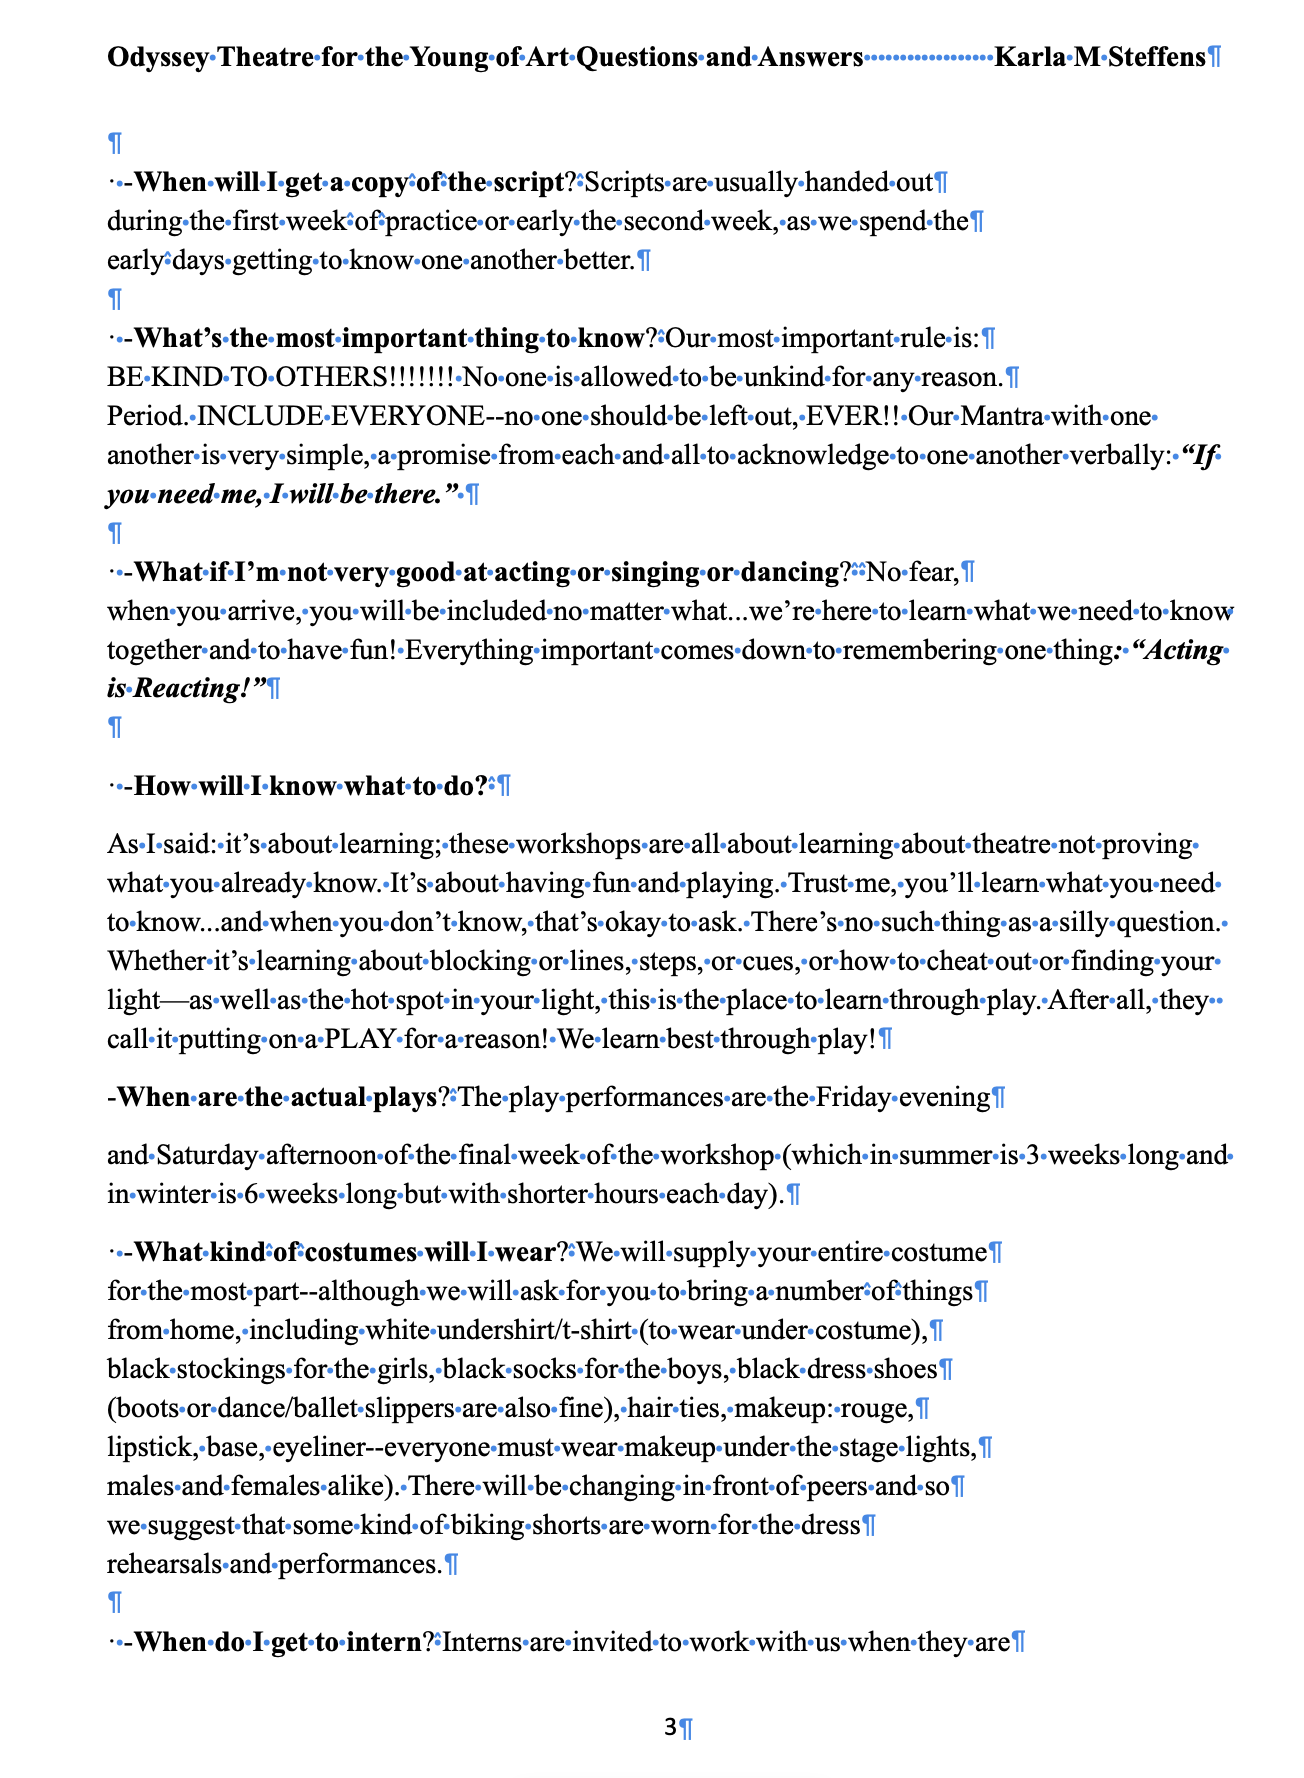 Odyssey Theatre for the Young of Art Questions and Answers Karla M Steffens¶
¶
· -When will I get a copy of the script? Scripts are usually handed out¶
during the first week of practice or early the second week, as we spend the¶
early days getting to know one another better.¶
¶
· -What’s the most important thing to know? Our most important rule is:¶
BE KIND TO OTHERS!!!!!!! No one is allowed to be unkind for any reason.¶
Period. INCLUDE EVERYONE--no one should be left out, EVER!! Our Mantra with one
another is very simple, a promise from each and all to acknowledge to one another verbally: “If
you need me, I will be there.” ¶
¶
· -What if I’m not very good at acting or singing or dancing?  No fear,¶
when you arrive, you will be included no matter what...we’re here to learn what we need to know
together and to have fun! Everything important comes down to remembering one thing: “Acting
is Reacting!”¶
¶
· -How will I know what to do? ¶
As I said: it’s about learning; these workshops are all about learning about theatre not proving
what you already know. It’s about having fun and playing. Trust me, you’ll learn what you need
to know...and when you don’t know, that’s okay to ask. There’s no such thing as a silly question.
Whether it’s learning about blocking or lines, steps, or cues, or how to cheat out or finding your
light—as well as the hot spot in your light, this is the place to learn through play. After all, they
call it putting on a PLAY for a reason! We learn best through play!¶
-When are the actual plays? The play performances are the Friday evening¶
and Saturday afternoon of the final week of the workshop (which in summer is 3 weeks long and
in winter is 6 weeks long but with shorter hours each day).¶
· -What kind of costumes will I wear? We will supply your entire costume¶
for the most part--although we will ask for you to bring a number of things¶
from home, including white undershirt/t-shirt (to wear under costume),¶
black stockings for the girls, black socks for the boys, black dress shoes¶
(boots or dance/ballet slippers are also fine), hair ties, makeup: rouge,¶
lipstick, base, eyeliner--everyone must wear makeup under the stage lights,¶
males and females alike). There will be changing in front of peers and so¶
we suggest that some kind of biking shorts are worn for the dress¶
rehearsals and performances.¶
¶
· -When do I get to intern? Interns are invited to work with us when they are¶
3¶